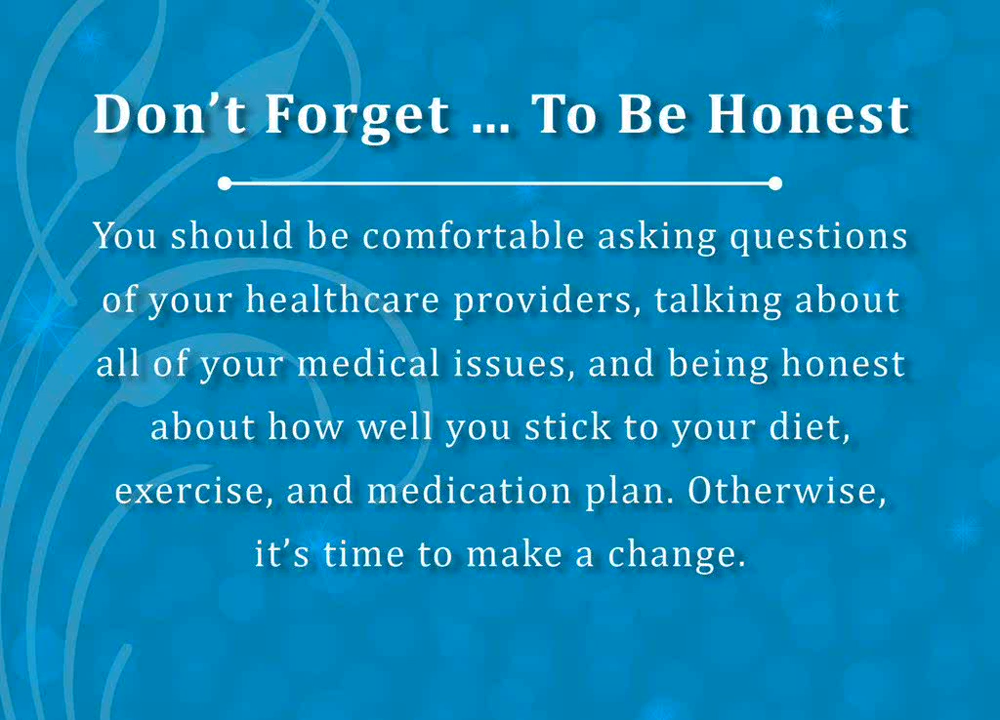 Don’t Forget … To Be Honest
You should be comfortable asking questions
of your healthcare providers, talking about
all of your medical issues, and being honest
about how well you stick to your diet,
exercise, and medication plan. Otherwise,
it’s time to make a change.